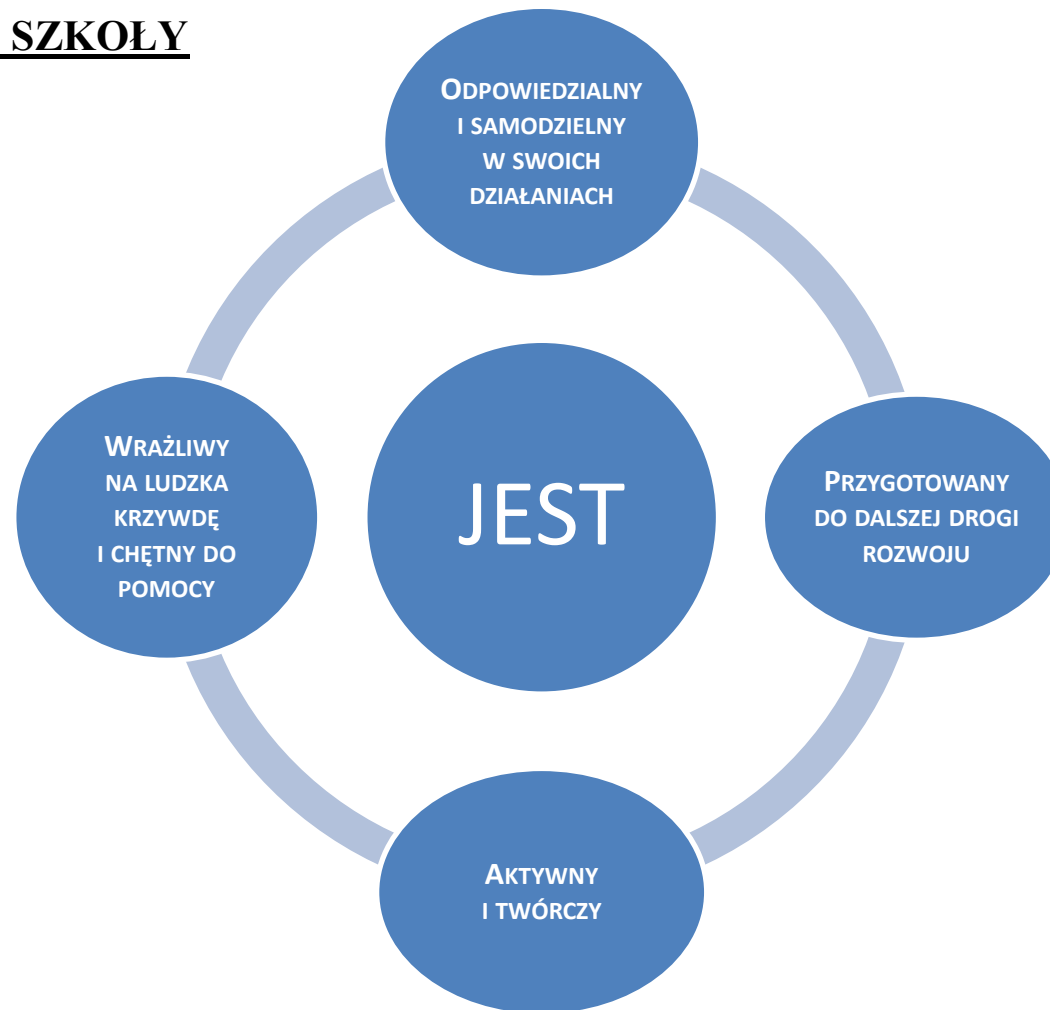 SZKOŁY
ODPOWIEDZIALNY
I SAMODZIELNY
W SWOICH
DZIAŁANIACH
WRAŻLIWY
NA LUDZKA
KRZYWDĘ
I CHĘTNY DO
POMOCY
JEST
PRZYGOTOWANY
DO DALSZEJ DROGI
ROZWOJU
AKTYWNY
I TWÓRCZY